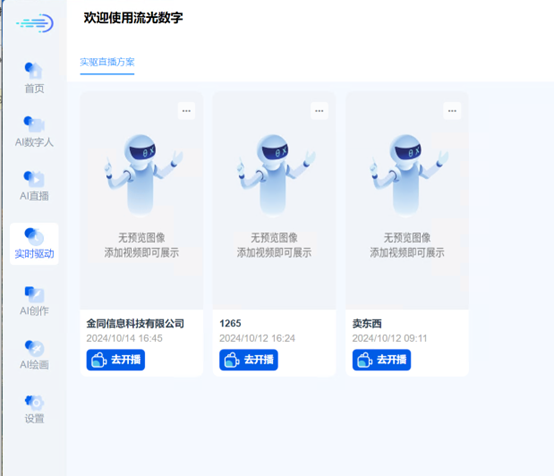 欢迎使用流光数字
实驱直播方案
首页
AI数字人
AI直播
实时驱动
AI创作
AI绘画
设置
无预览图像
添加视频即可展示
金同信息科技有限公司
2024/10/14 16:45
去开播
无预览图像
添加视频即可展示
1265
2024/10/12 16:24
去开播
无预览图像
添加视频即可展示
卖东西
2024/10/12 09:11
去开播